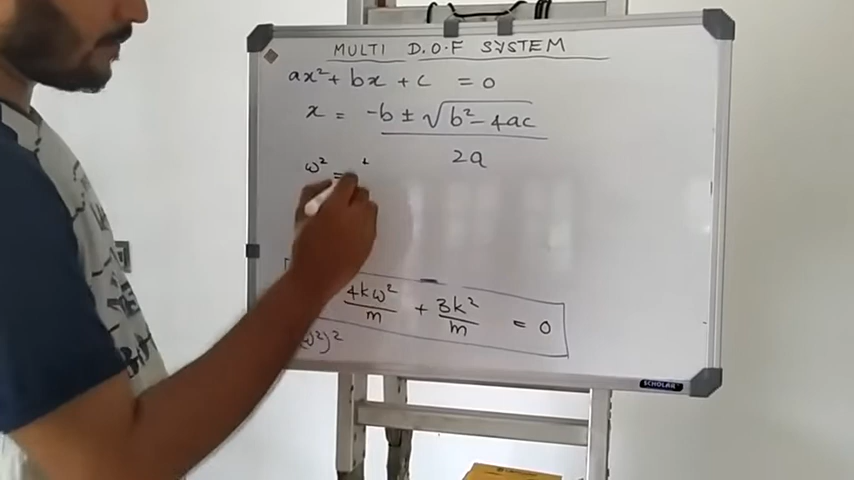 MULTI D.O.F SYSTEM
ax² + bx + c = 0
x = -b ± √b² - 4ac
2a
ω² =
4kω² + 3k² = 0
m m
(ω²)²
SCHOLAR